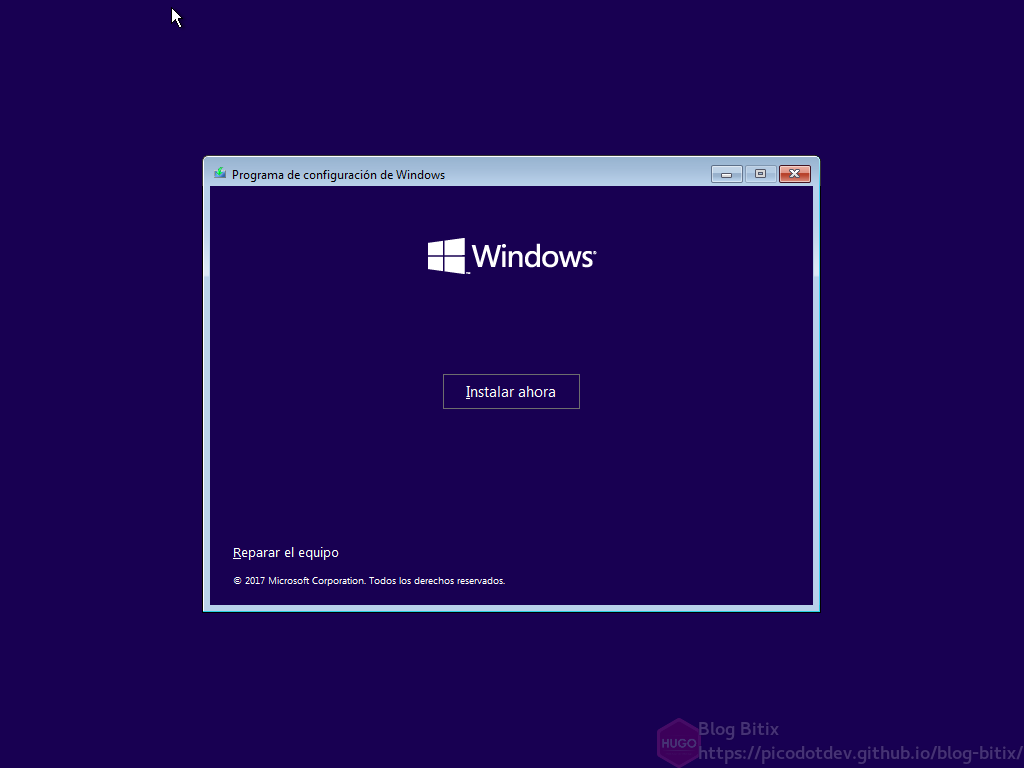 Programa de configuración de Windows
Windows
Instalar ahora
Reparar el equipo
© 2017 Microsoft Corporation. Todos los derechos reservados.
HUGO
Blog Bitix
https://picodotdev.github.io/blog-bitix/